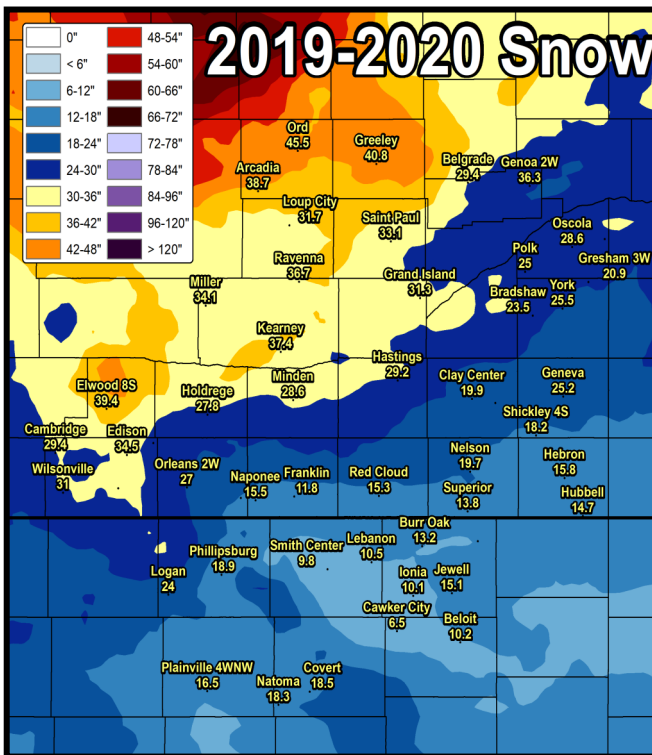 2019-2020 Snow
0"
< 6"
6-12"
12-18"
18-24"
24-30"
30-36"
36-42"
42-48"
48-54"
54-60"
60-66"
66-72"
72-78"
78-84"
84-96"
96-120"
> 120"
Ord
45.5
Greeley
40.8
Arcadia
38.7
Belgrade
29.4
Genoa 2W
36.3
Loup City
31.7
Saint Paul
33.1
Oscola
28.6
Polk
25
Gresham 3W
20.9
Ravenna
36.7
Miller
34.1
Grand Island
31.3
Bradshaw
23.5
York
25.5
Kearney
37.4
Hastings
29.2
Elwood 8S
39.4
Holdrege
27.8
Minden
28.6
Clay Center
19.9
Geneva
25.2
Shickley 4S
18.2
Cambridge
29.4
Edison
34.5
Wilsonville
31
Orleans 2W
27
Naponee
15.5
Franklin
11.8
Red Cloud
15.3
Nelson
19.7
Superior
13.8
Hebron
15.8
Hubbell
14.7
Burr Oak
13.2
Lebanon
10.5
Smith Center
9.8
Phillipsburg
18.9
Logan
24
Ionia
10.1
Jewell
15.1
Cawker City
6.5
Beloit
10.2
Plainville 4WNW
16.5
Natoma
18.3
Covert
18.5